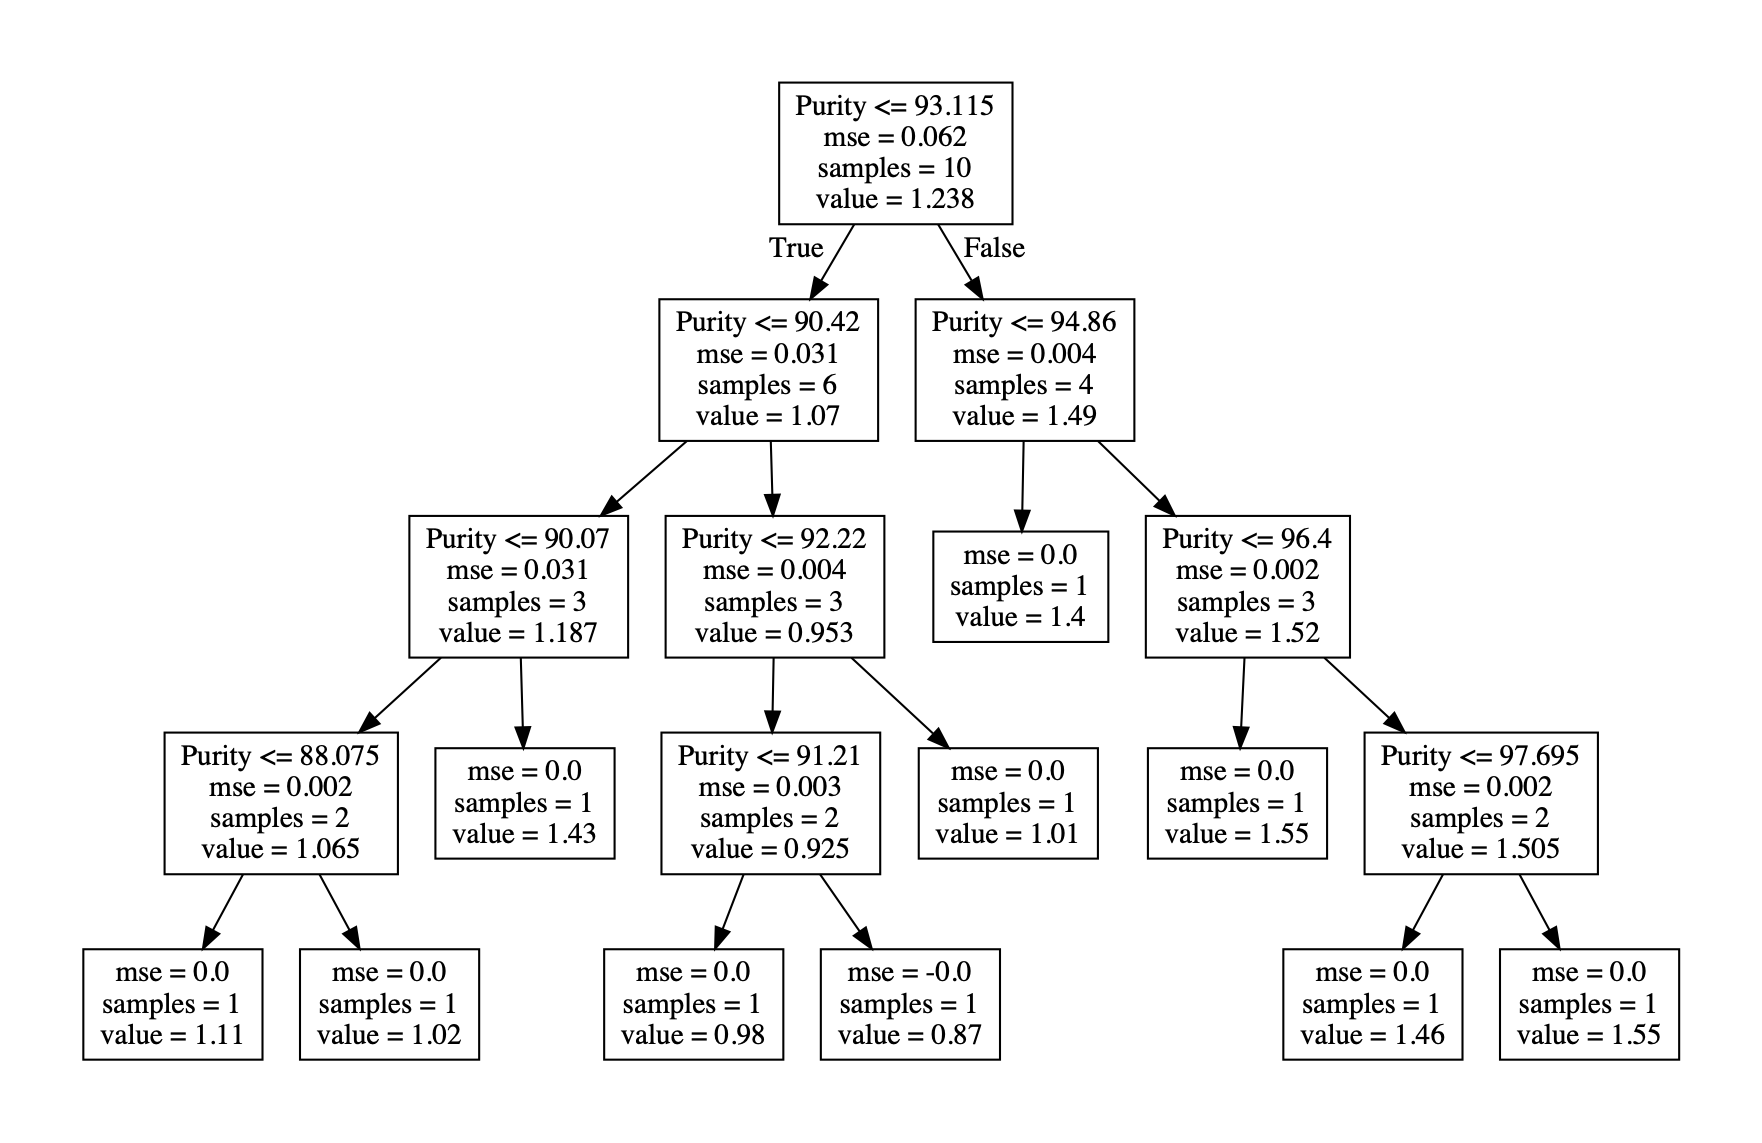 Purity <= 93.115
mse = 0.062
samples = 10
value = 1.238
True
False
Purity <= 90.42
mse = 0.031
samples = 6
value = 1.07
Purity <= 94.86
mse = 0.004
samples = 4
value = 1.49
Purity <= 90.07
mse = 0.031
samples = 3
value = 1.187
Purity <= 92.22
mse = 0.004
samples = 3
value = 0.953
mse = 0.0
samples = 1
value = 1.4
Purity <= 96.4
mse = 0.002
samples = 3
value = 1.52
Purity <= 88.075
mse = 0.002
samples = 2
value = 1.065
mse = 0.0
samples = 1
value = 1.43
Purity <= 91.21
mse = 0.003
samples = 2
value = 0.925
mse = 0.0
samples = 1
value = 1.01
mse = 0.0
samples = 1
value = 1.55
Purity <= 97.695
mse = 0.002
samples = 2
value = 1.505
mse = 0.0
samples = 1
value = 1.11
mse = 0.0
samples = 1
value = 1.02
mse = 0.0
samples = 1
value = 0.98
mse = -0.0
samples = 1
value = 0.87
mse = 0.0
samples = 1
value = 1.46
mse = 0.0
samples = 1
value = 1.55